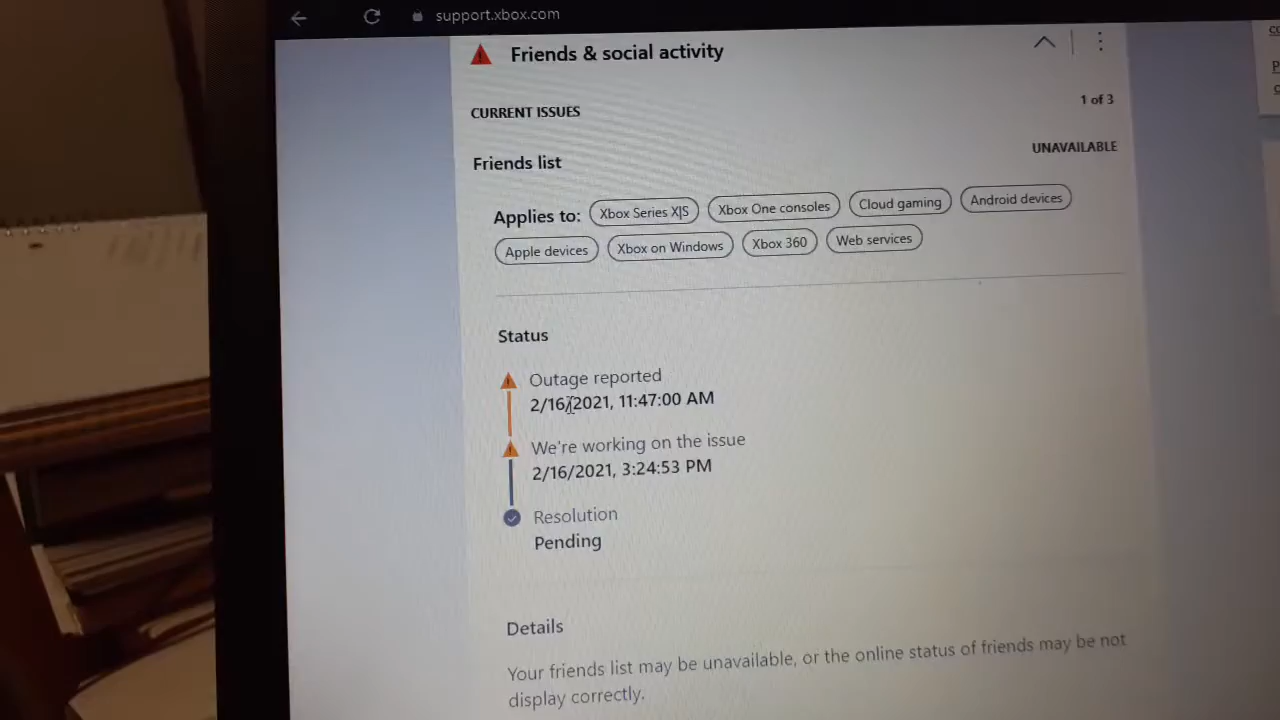 support.xbox.com
Friends & social activity
CURRENT ISSUES
1 of 3
Friends list
UNAVAILABLE
Applies to: Xbox Series X|S Xbox One consoles Cloud gaming Android devices
Apple devices Xbox on Windows Xbox 360 Web services
Status
Outage reported
2/16/2021, 11:47:00 AM
We're working on the issue
2/16/2021, 3:24:53 PM
Resolution
Pending
Details
Your friends list may be unavailable, or the online status of friends may be not
display correctly.